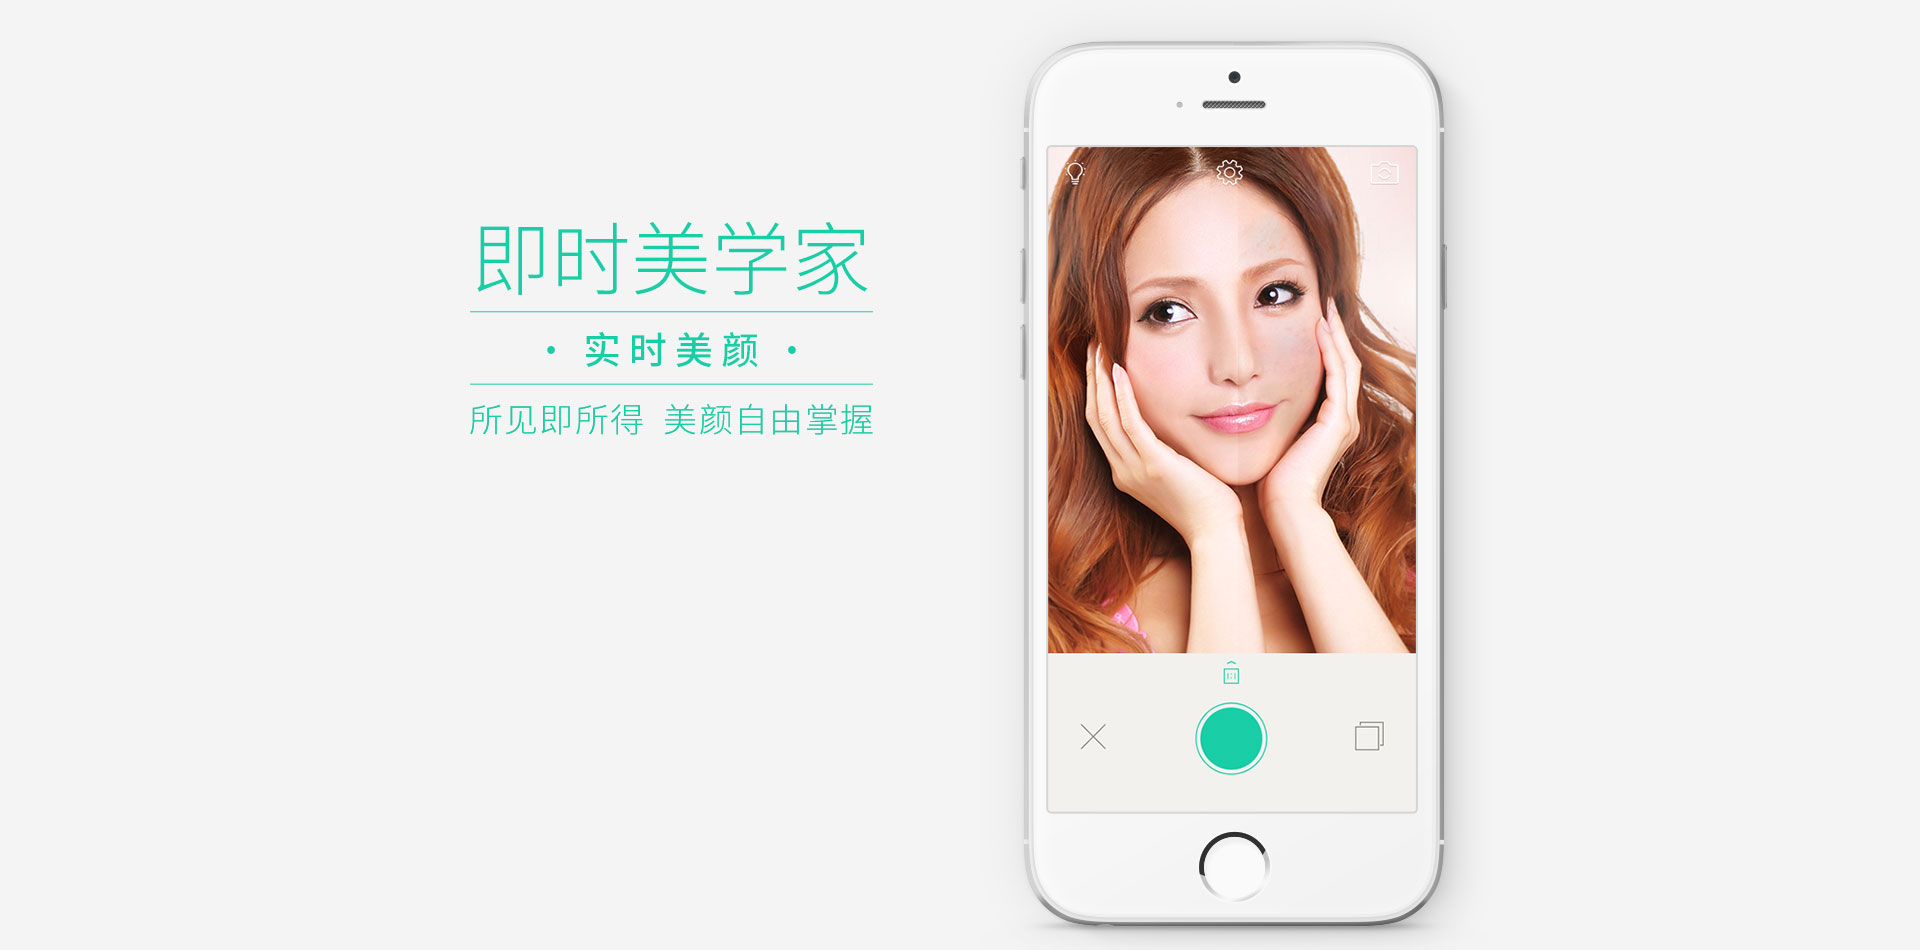 即时美学家
· 实时美颜 ·
所见即所得 美颜自由掌握